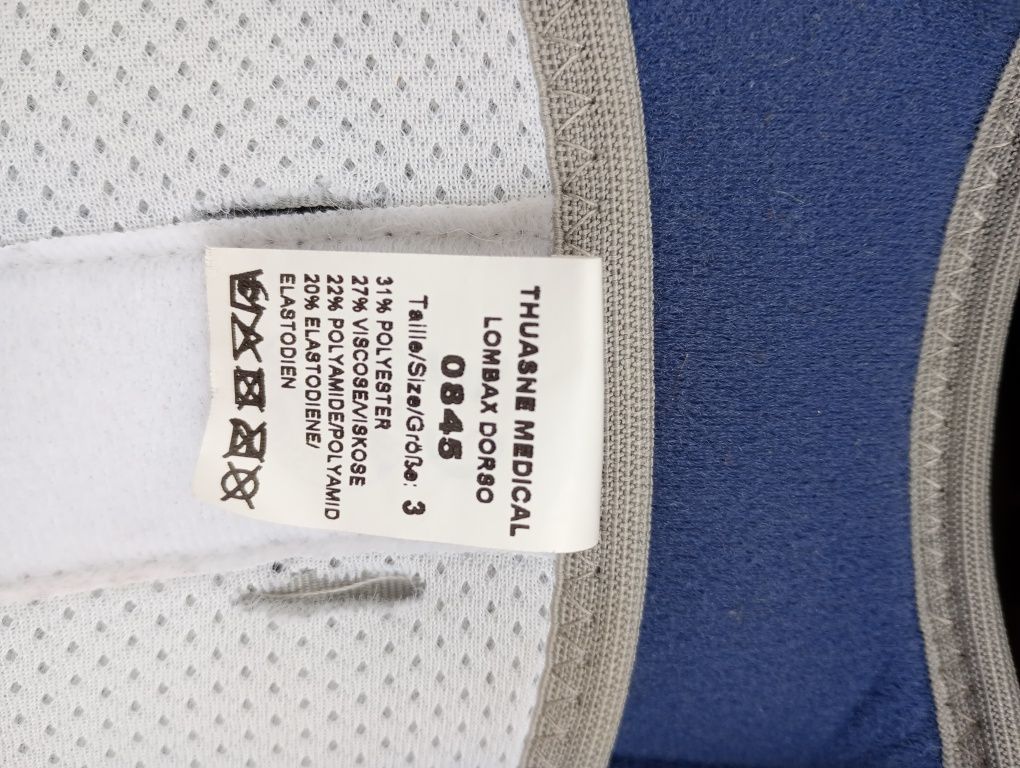 THUASNE MEDICAL
LOMBAX DORSO
0845
Taille/Size/Größe: 3
31% POLYESTER
27% VISCOSE/VISKOSE
22% POLYAMIDE/POLYAMID
20% ELASTODIENE/
ELASTODIEN